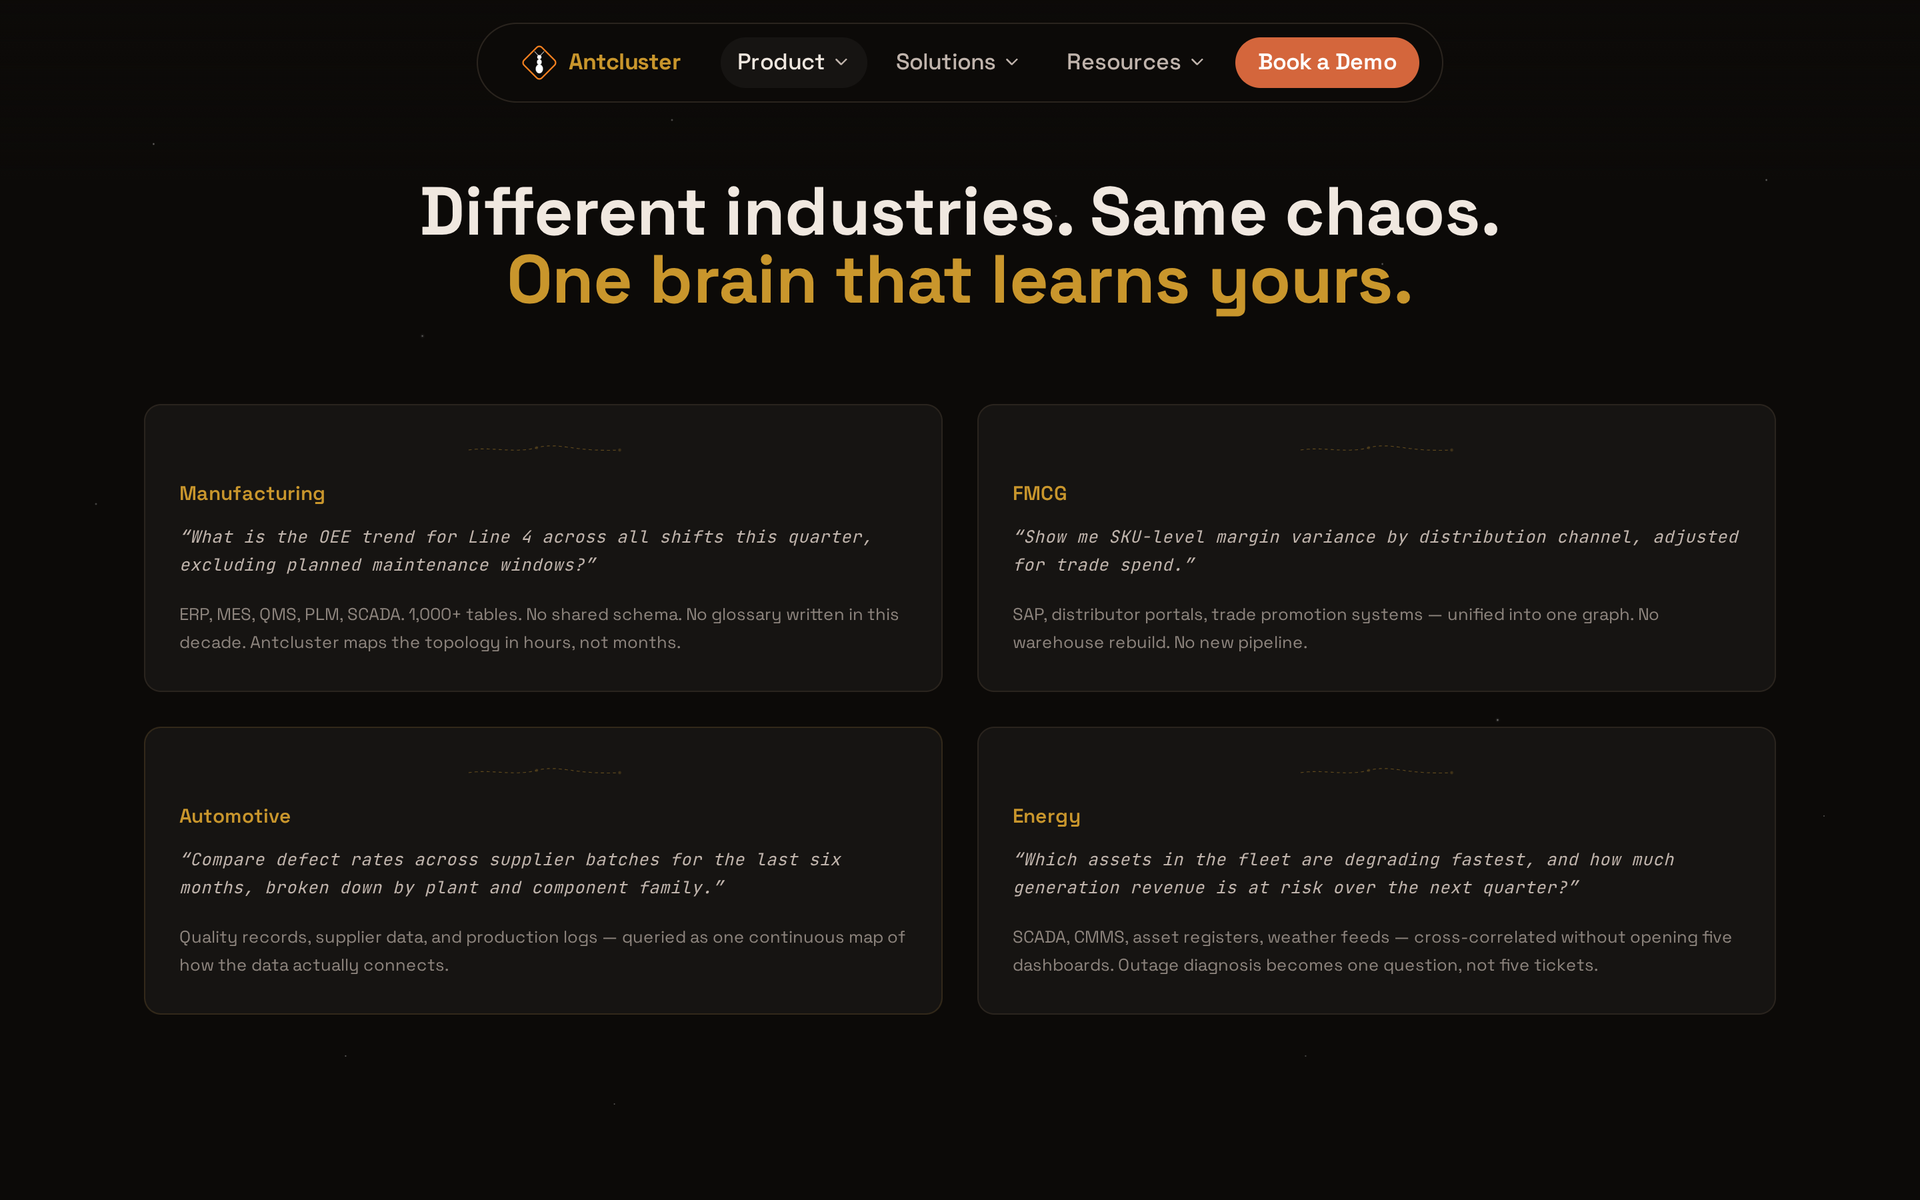 Antcluster
Product
Solutions
Resources
Book a Demo
Different industries. Same chaos.
One brain that learns yours.
Manufacturing
“What is the OEE trend for Line 4 across all shifts this quarter,
excluding planned maintenance windows?”
ERP, MES, QMS, PLM, SCADA. 1,000+ tables. No shared schema. No glossary written in this
decade. Antcluster maps the topology in hours, not months.
FMCG
“Show me SKU-level margin variance by distribution channel, adjusted
for trade spend.”
SAP, distributor portals, trade promotion systems — unified into one graph. No
warehouse rebuild. No new pipeline.
Automotive
“Compare defect rates across supplier batches for the last six
months, broken down by plant and component family.”
Quality records, supplier data, and production logs — queried as one continuous map of
how the data actually connects.
Energy
“Which assets in the fleet are degrading fastest, and how much
generation revenue is at risk over the next quarter?”
SCADA, CMMS, asset registers, weather feeds — cross-correlated without opening five
dashboards. Outage diagnosis becomes one question, not five tickets.